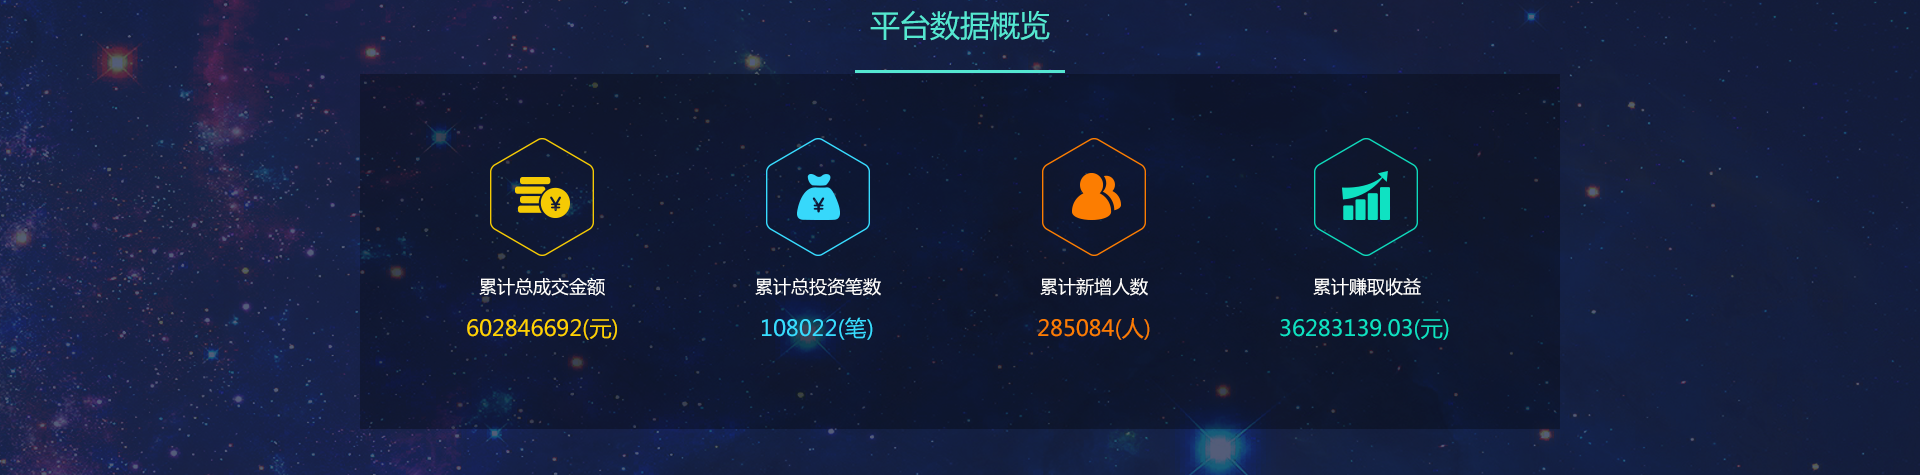 平台数据概览
¥
¥
累计总成交金额
累计总投资笔数
累计新增人数
累计赚取收益
602846692(元)
108022(笔)
285084(人)
36283139.03(元)